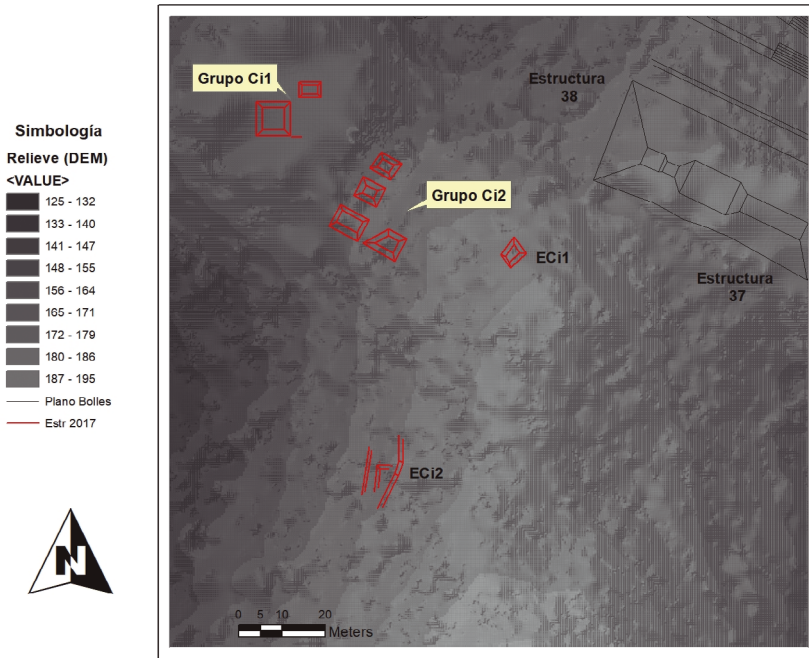 Simbología
Relieve (DEM)
<VALUE>
125 - 132
133 - 140
141 - 147
148 - 155
156 - 164
165 - 171
172 - 179
180 - 186
187 - 195
Plano Bolles
Estr 2017
N
Grupo Ci1
Estructura
38
Grupo Ci2
ECi1
Estructura
37
ECi2
0 5 10 20
Meters